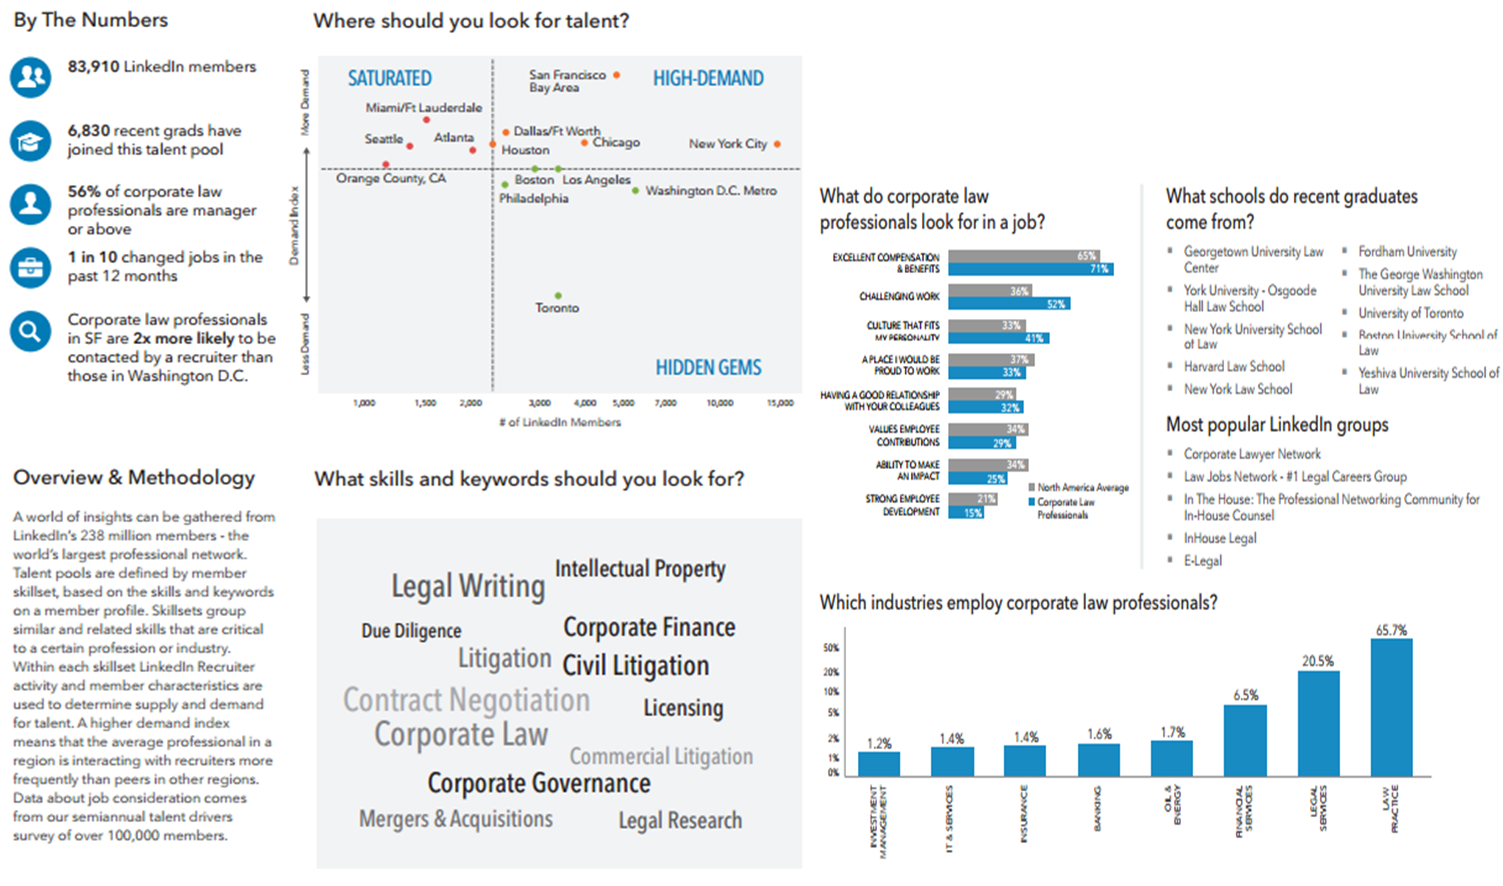 By The Numbers
83,910 LinkedIn members
6,830 recent grads have
joined this talent pool
56% of corporate law
professionals are manager
or above
1 in 10 changed jobs in the
past 12 months
Corporate law professionals
in SF are 2x more likely to be
contacted by a recruiter than
those in Washington D.C.
Where should you look for talent?
SATURATED
HIGH-DEMAND
San Francisco
Bay Area
Miami/Ft Lauderdale
Seattle
Atlanta
Dallas/Ft Worth
Houston
Chicago
New York City
Orange County, CA
Boston
Los Angeles
Philadelphia
Washington D.C. Metro
Toronto
HIDDEN GEMS
More Demand
Demand Index
Less Demand
1,000 1,500 2,000 3,000 4,000 5,000 7,000 10,000 15,000
# of LinkedIn Members
Overview & Methodology
A world of insights can be gathered from
LinkedIn's 238 million members - the
world's largest professional network.
Talent pools are defined by member
skillset, based on the skills and keywords
on a member profile. Skillsets group
similar and related skills that are critical
to a certain profession or industry.
Within each skillset LinkedIn Recruiter
activity and member characteristics are
used to determine supply and demand
for talent. A higher demand index
means that the average professional in a
region is interacting with recruiters more
frequently than peers in other regions.
Data about job consideration comes
from our semiannual talent drivers
survey of over 100,000 members.
What skills and keywords should you look for?
Intellectual Property
Legal Writing
Due Diligence
Corporate Finance
Litigation
Civil Litigation
Contract Negotiation
Licensing
Corporate Law
Commercial Litigation
Corporate Governance
Mergers & Acquisitions
Legal Research
What do corporate law
professionals look for in a job?
EXCELLENT COMPENSATION
& BENEFITS
65%
71%
CHALLENGING WORK
36%
52%
CULTURE THAT FITS
MY PERSONALITY
33%
41%
A PLACE I WOULD BE
PROUD TO WORK
37%
33%
HAVING A GOOD RELATIONSHIP
WITH YOUR COLLEAGUES
29%
32%
VALUES EMPLOYEE
CONTRIBUTIONS
34%
29%
ABILITY TO MAKE
AN IMPACT
34%
25%
STRONG EMPLOYEE
DEVELOPMENT
21%
15%
North America Average
Corporate Law
Professionals
What schools do recent graduates
come from?
Georgetown University Law
Center
York University - Osgoode
Hall Law School
New York University School
of Law
Harvard Law School
New York Law School
Fordham University
The George Washington
University Law School
University of Toronto
Boston University School of
Law
Yeshiva University School of
Law
Most popular LinkedIn groups
Corporate Lawyer Network
Law Jobs Network - #1 Legal Careers Group
In The House: The Professional Networking Community for
In-House Counsel
InHouse Legal
E-Legal
Which industries employ corporate law professionals?
50%
20%
10%
5%
2%
1%
0%
1.2%
1.4%
1.4%
1.6%
1.7%
6.5%
20.5%
65.7%
INVESTMENT
MANAGEMENT
IT & SERVICES
INSURANCE
BANKING
OIL &
ENERGY
FINANCIAL
SERVICES
LEGAL
SERVICES
LAW
PRACTICE